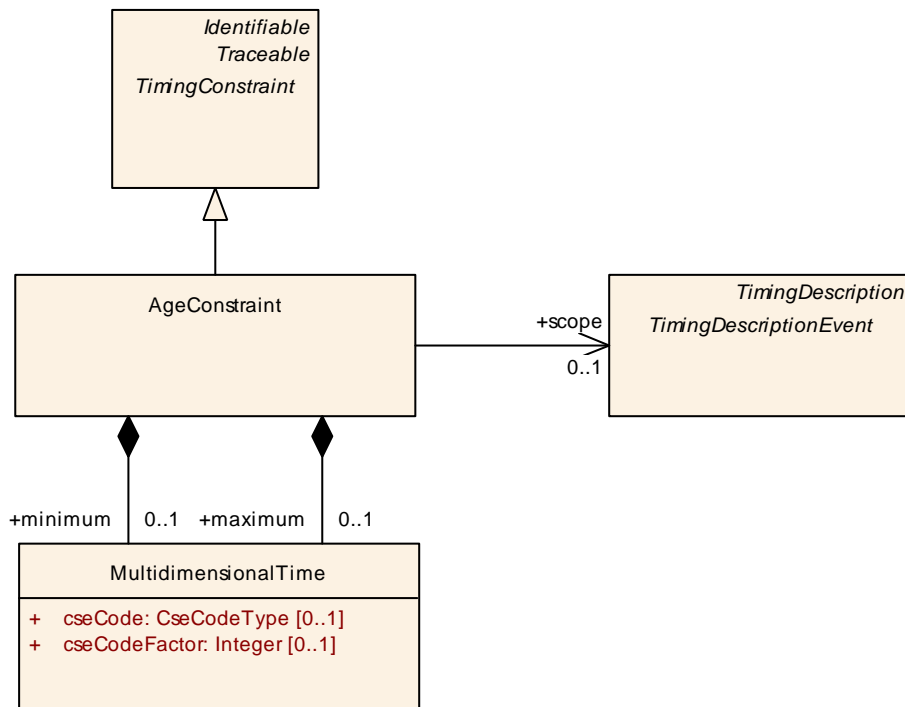 Identifiable
Traceable
TimingConstraint
AgeConstraint
TimingDescription
TimingDescriptionEvent
+scope
0..1
+minimum 0..1 +maximum 0..1
MultidimensionalTime
+ cseCode: CseCodeType [0..1]
+ cseCodeFactor: Integer [0..1]